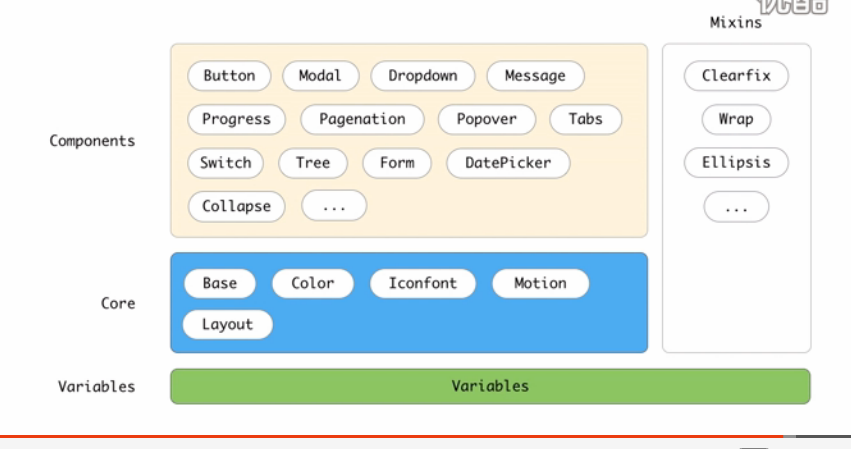 Mixins
Button Modal Dropdown Message Clearfix
Progress Pagenation Popover Tabs Wrap
Components
Switch Tree Form DatePicker Ellipsis
Collapse ... ...
Base Color Iconfont Motion
Core
Layout
Variables Variables